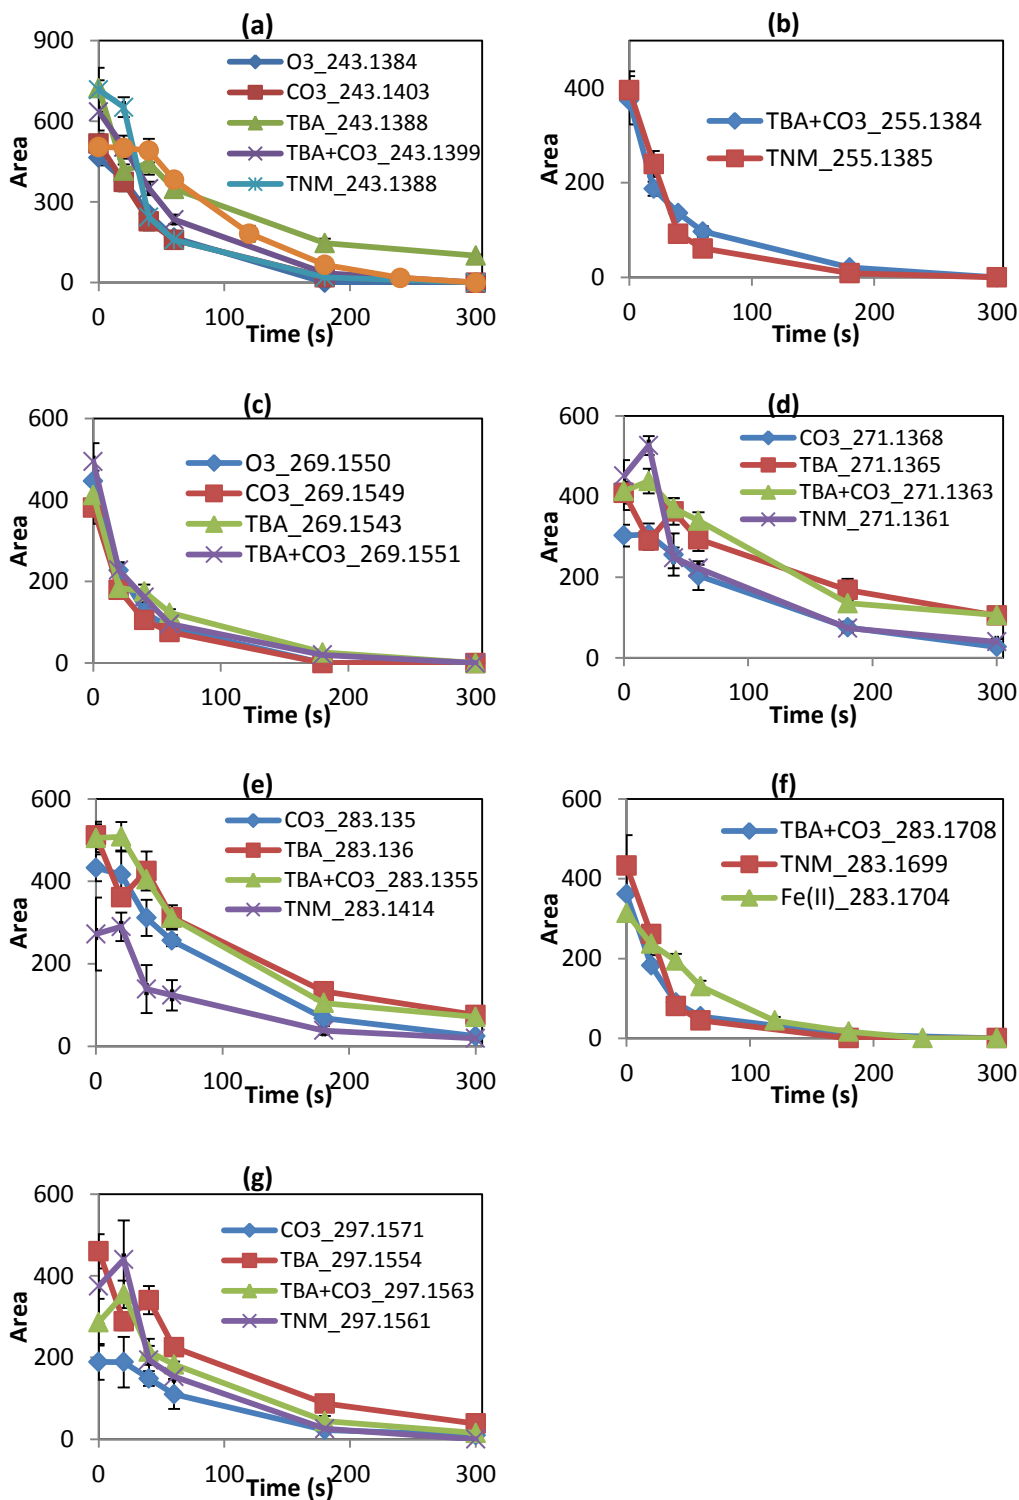 (a)
900
600
300
0
Area
O3_243.1384
CO3_243.1403
TBA_243.1388
TBA+CO3_243.1399
TNM_243.1388
0 100 200 300
Time (s)
(b)
400
200
0
Area
TBA+CO3_255.1384
TNM_255.1385
0 100 200 300
Time (s)
(c)
600
400
200
0
Area
O3_269.1550
CO3_269.1549
TBA_269.1543
TBA+CO3_269.1551
0 100 200 300
Time (s)
(d)
600
400
200
0
Area
CO3_271.1368
TBA_271.1365
TBA+CO3_271.1363
TNM_271.1361
0 100 200 300
Time (s)
(e)
600
400
200
0
Area
CO3_283.135
TBA_283.136
TBA+CO3_283.1355
TNM_283.1414
0 100 200 300
Time (s)
(f)
600
400
200
0
Area
TBA+CO3_283.1708
TNM_283.1699
Fe(II)_283.1704
0 100 200 300
Time (s)
(g)
600
400
200
0
Area
CO3_297.1571
TBA_297.1554
TBA+CO3_297.1563
TNM_297.1561
0 100 200 300
Time (s)